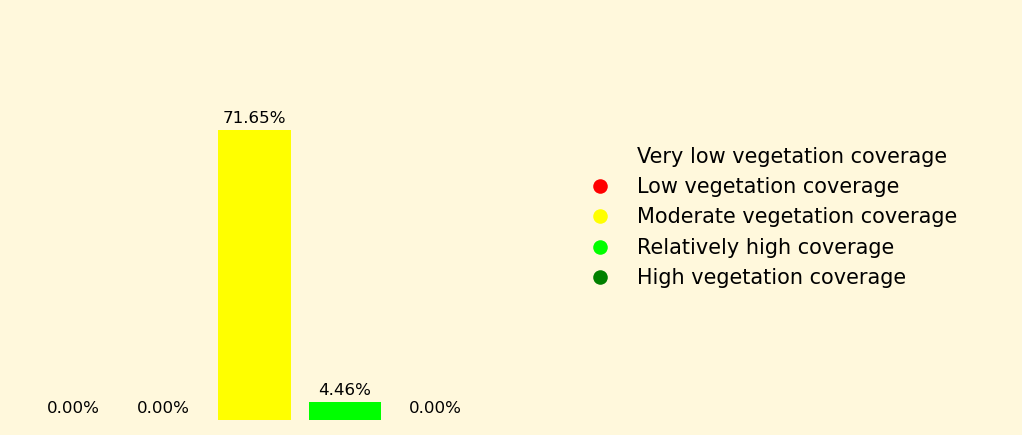 71.65%
4.46%
0.00%
0.00%
0.00%
Very low vegetation coverage
Low vegetation coverage
Moderate vegetation coverage
Relatively high coverage
High vegetation coverage